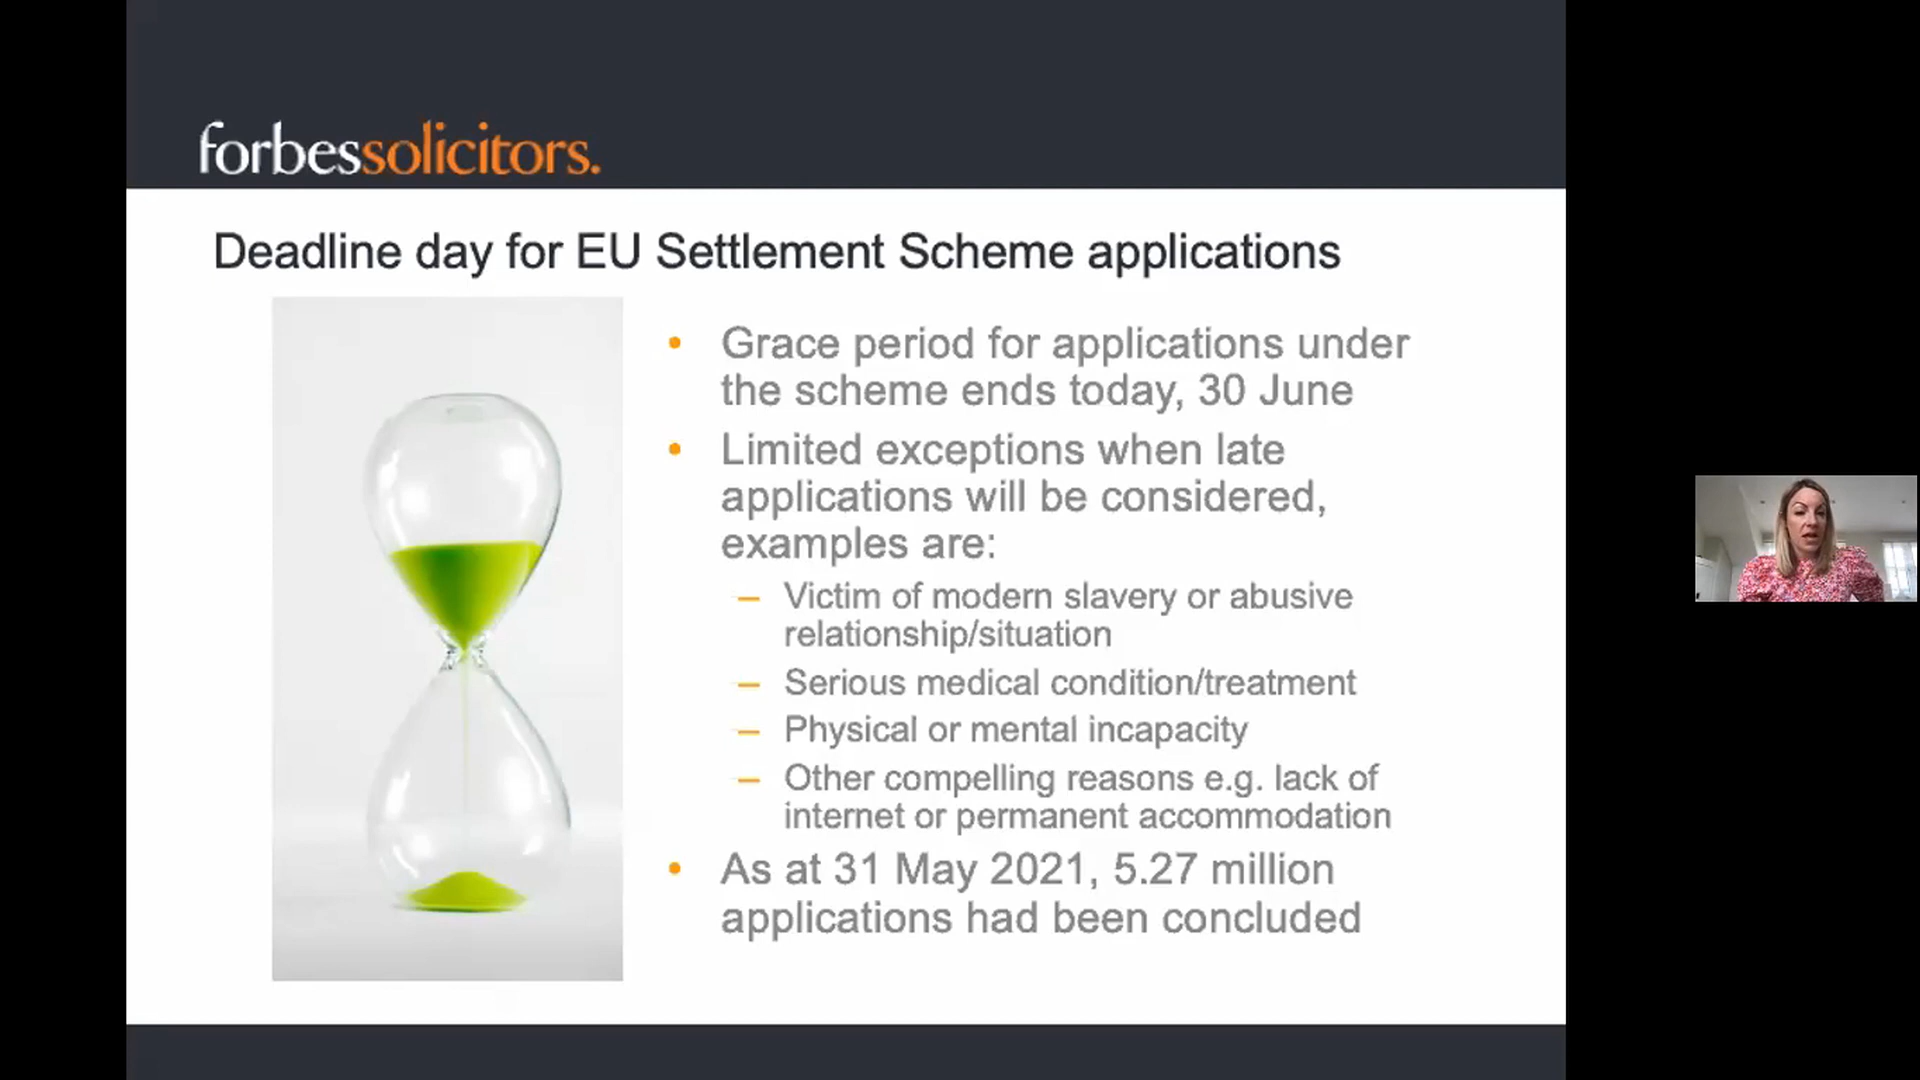 forbessolicitors.
Deadline day for EU Settlement Scheme applications
• Grace period for applications under
the scheme ends today, 30 June
• Limited exceptions when late
applications will be considered,
examples are:
– Victim of modern slavery or abusive
relationship/situation
– Serious medical condition/treatment
– Physical or mental incapacity
– Other compelling reasons e.g. lack of
internet or permanent accommodation
• As at 31 May 2021, 5.27 million
applications had been concluded